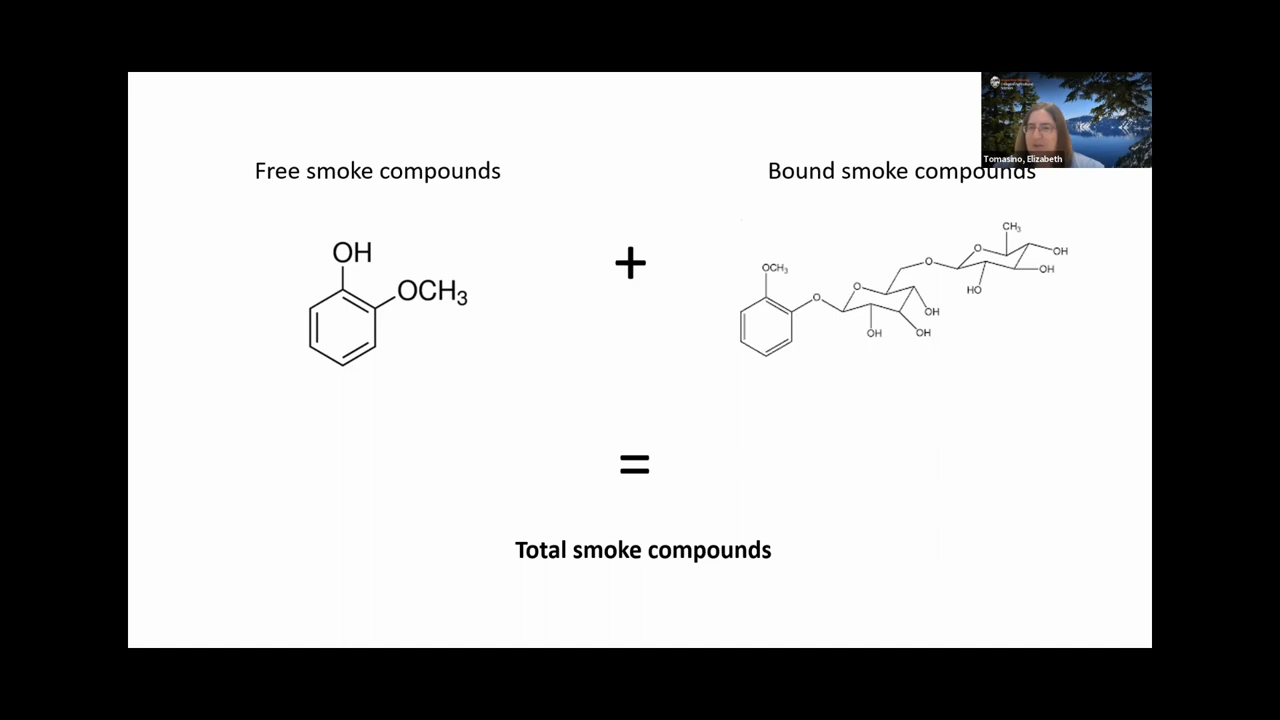 Tomasino, Elizabeth
Free smoke compounds
Bound smoke compounds
OH
OCH3
+
OCH3
O
O
OH
OH
OH
O
O
CH3
OH
OH
HO
=
Total smoke compounds